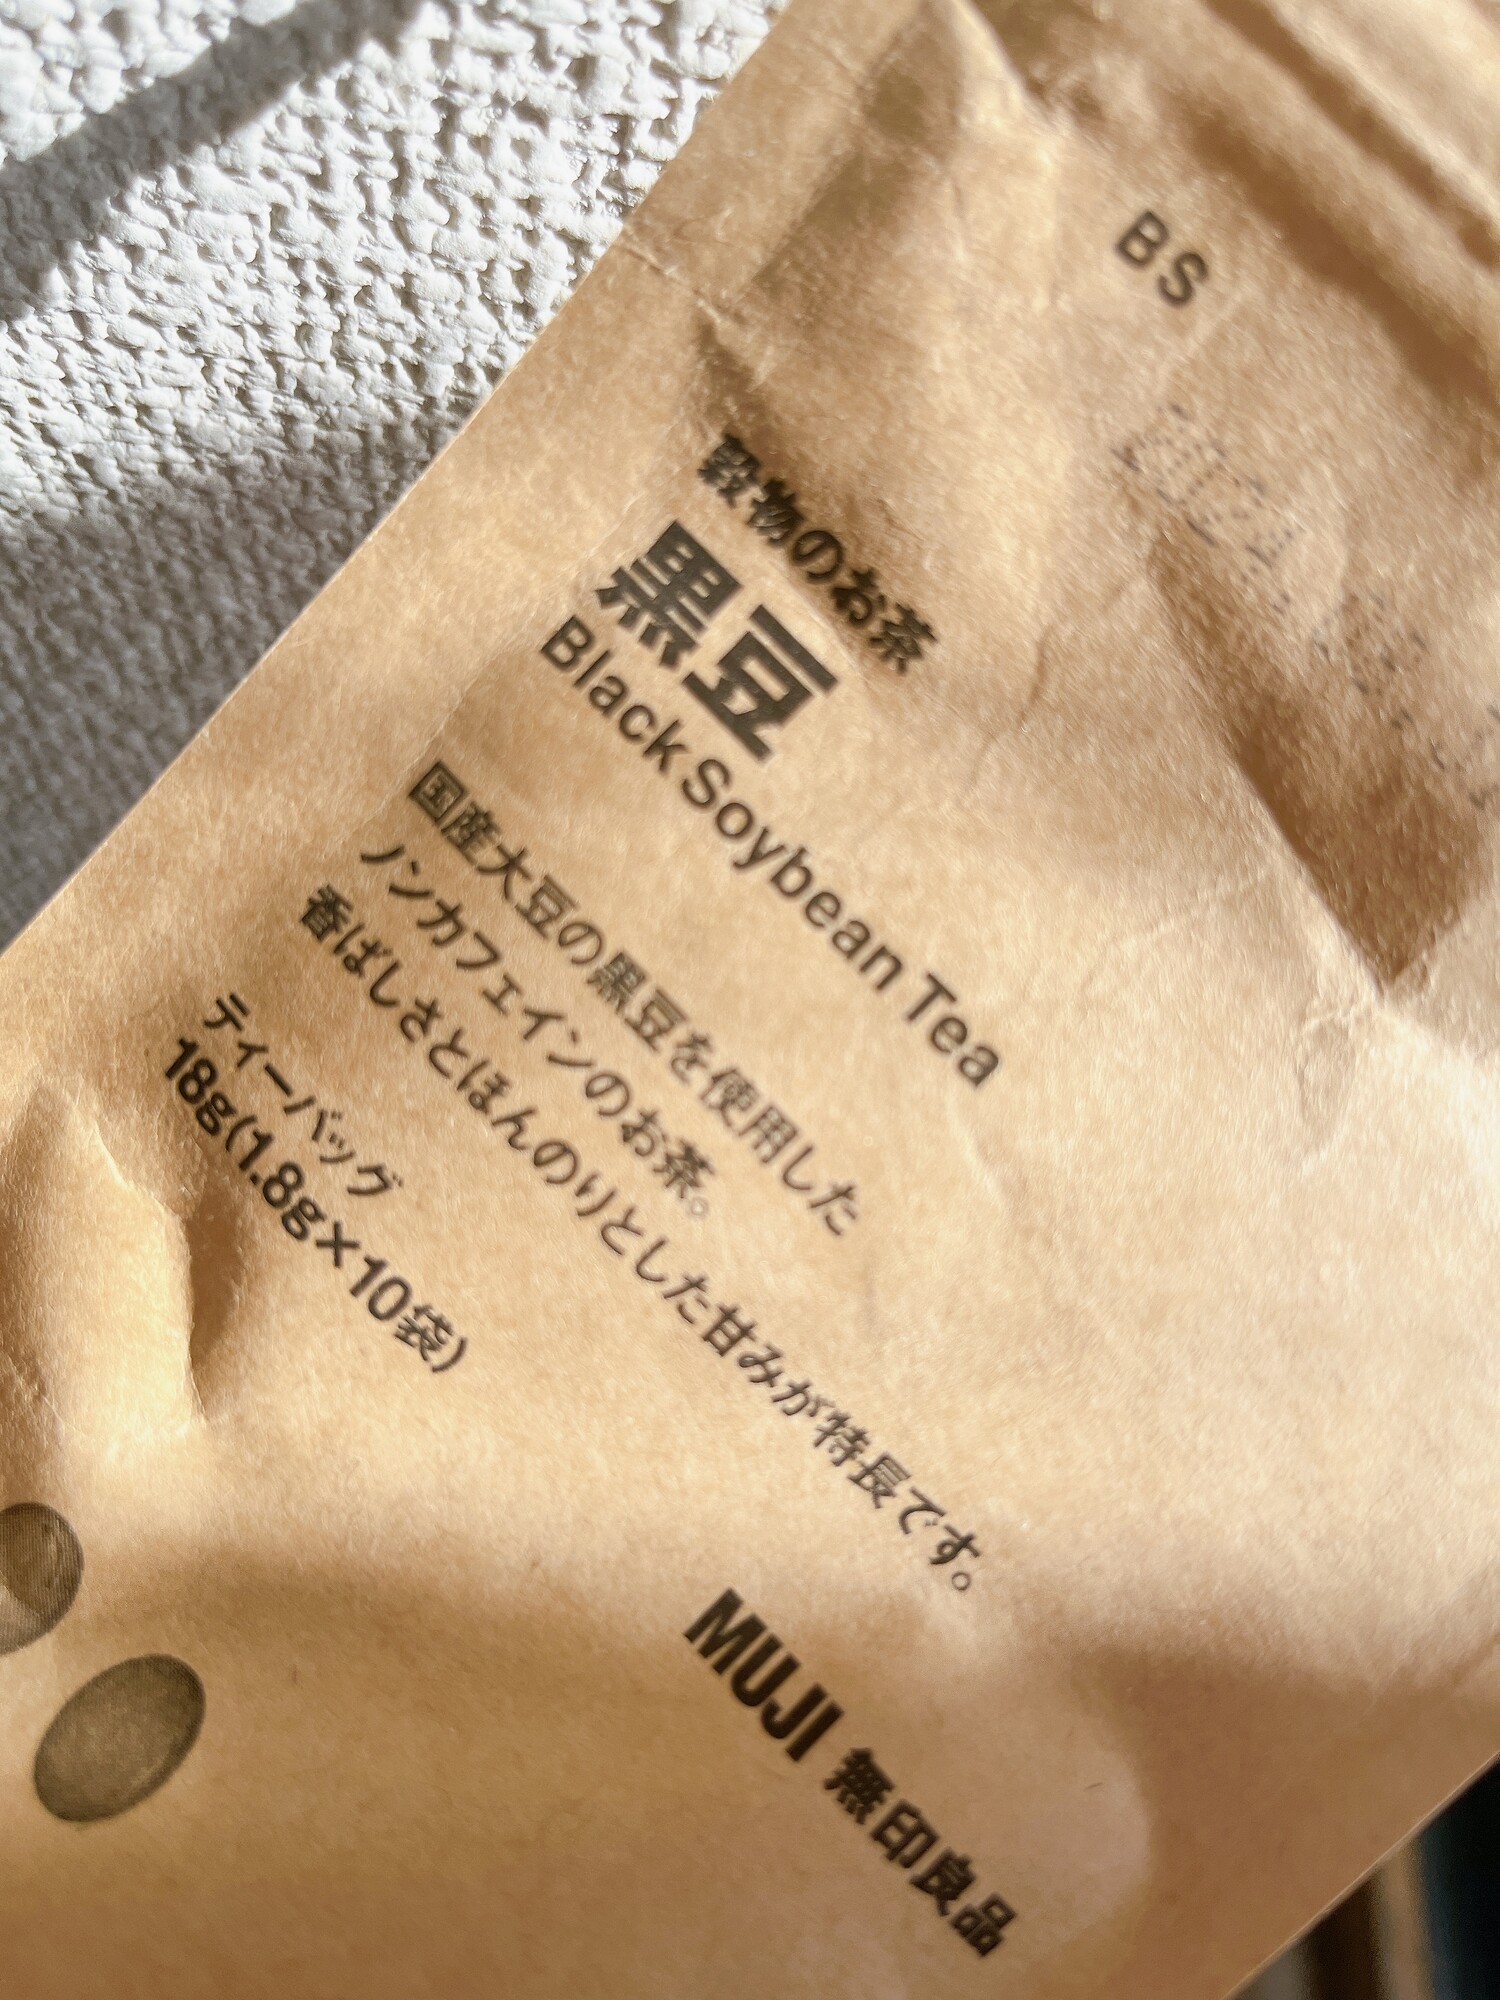 BS
穀物のお茶
黒豆
Black Soybean Tea
国産大豆の黒豆を使用した
ノンカフェインのお茶。
香ばしさとほんのりとした甘みが特長です。
ティーバッグ
18g(1.8g×10袋)
MUJI 無印良品